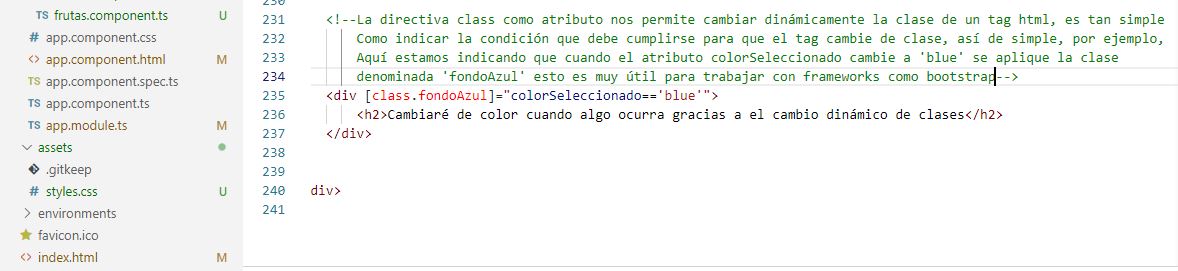 frutas.component.ts U
app.component.css
app.component.html M
app.component.spec.ts
app.component.ts
app.module.ts M
assets
.gitkeep
styles.css U
environments
favicon.ico
index.html M
231 <!--La directiva class como atributo nos permite cambiar dinámicamente la clase de un tag html, es tan simple
232 Como indicar la condición que debe cumplirse para que el tag cambie de clase, así de simple, por ejemplo,
233 Aquí estamos indicando que cuando el atributo colorSeleccionado cambie a 'blue' se aplique la clase
234 denominada 'fondoAzul' esto es muy útil para trabajar con frameworks como bootstrap-->
235 <div [class.fondoAzul]="colorSeleccionado=='blue'">
236 <h2>Cambiaré de color cuando algo ocurra gracias a el cambio dinámico de clases</h2>
237 </div>
238
239
240 div>
241